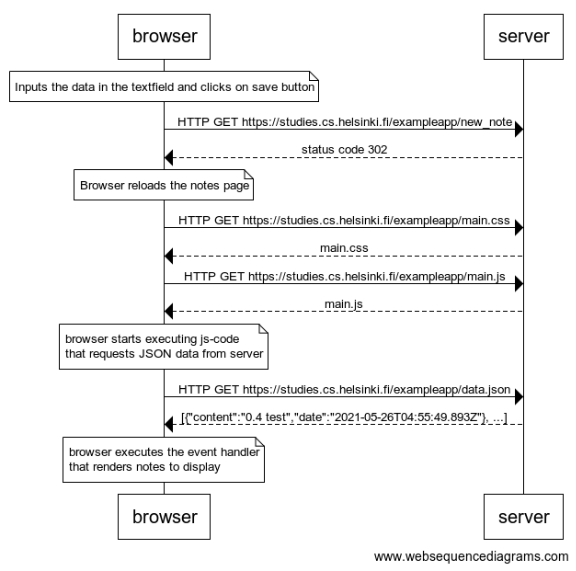 browser
server
Inputs the data in the textfield and clicks on save button
HTTP GET https://studies.cs.helsinki.fi/exampleapp/new_note
status code 302
Browser reloads the notes page
HTTP GET https://studies.cs.helsinki.fi/exampleapp/main.css
main.css
HTTP GET https://studies.cs.helsinki.fi/exampleapp/main.js
main.js
browser starts executing js-code
that requests JSON data from server
HTTP GET https://studies.cs.helsinki.fi/exampleapp/data.json
[{"content":"0.4 test","date":"2021-05-26T04:55:49.893Z"}, ...]
browser executes the event handler
that renders notes to display
browser
server
www.websequencediagrams.com